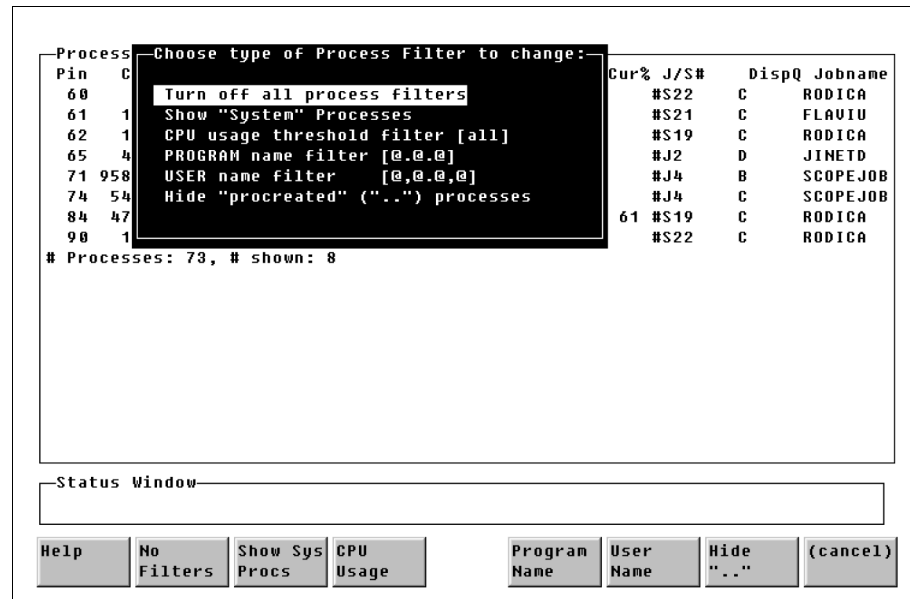 Process Choose type of Process Filter to change:
Pin C Cur% J/S# DispQ Jobname
60 Turn off all process filters #S22 C RODICA
61 1 Show "System" Processes #S21 C FLAVIU
62 1 CPU usage threshold filter [all] #S19 C RODICA
65 4 PROGRAM name filter [@.@.@] #J2 D JINETD
71 958 USER name filter [@,@.@,@] #J4 B SCOPEJOB
74 54 Hide "procreated" ("..") processes #J4 C SCOPEJOB
84 47 61 #S19 C RODICA
90 1 #S22 C RODICA
# Processes: 73, # shown: 8
Status Window
Help No Filters Show Sys Procs CPU Usage Program Name User Name Hide ".." (cancel)